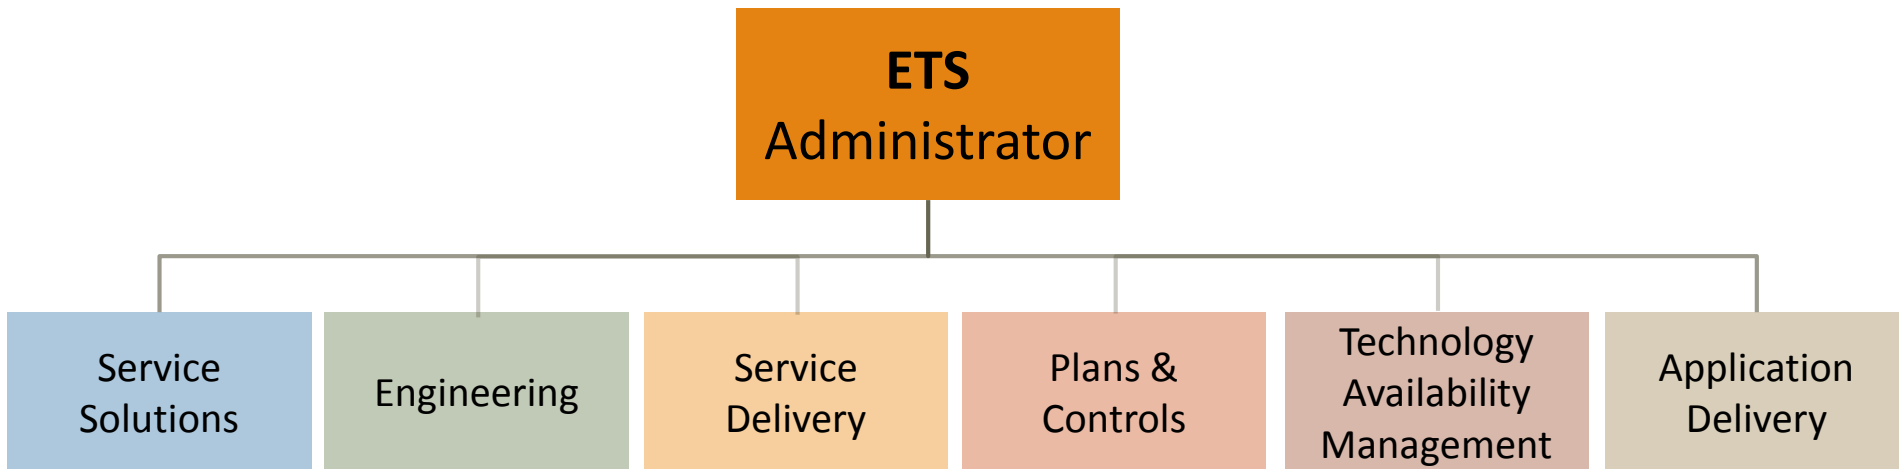 ETS
Administrator
Service
Solutions
Engineering
Service
Delivery
Plans &
Controls
Technology
Availability
Management
Application
Delivery